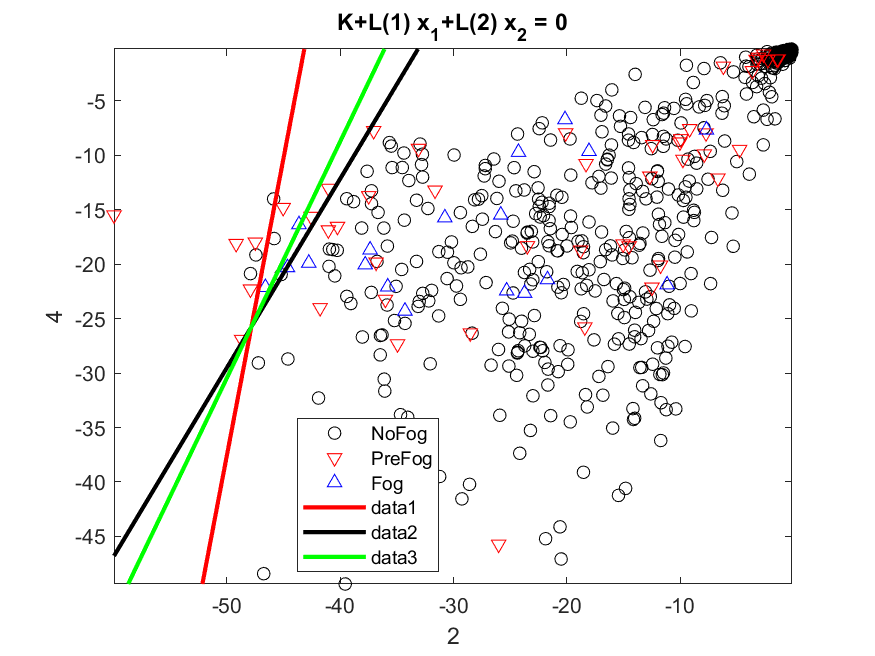 K+L(1) x₁+L(2) x₂ = 0
-5
-10
-15
-20
-25
-30
-35
-40
-45
4
NoFog
PreFog
Fog
data1
data2
data3
-50 -40 -30 -20 -10
2